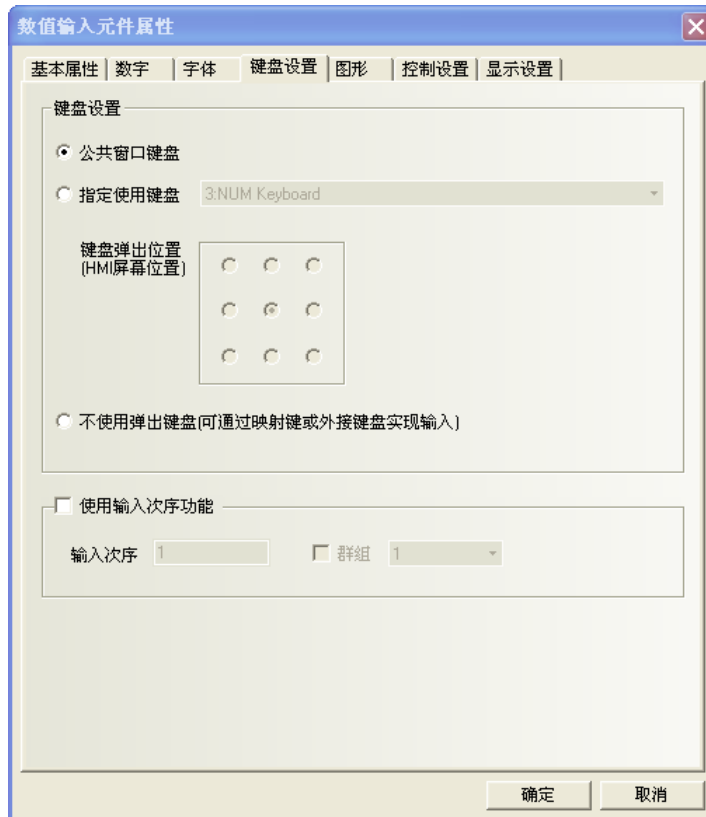 数值输入元件属性
基本属性 数字 字体 键盘设置 图形 控制设置 显示设置
键盘设置
公共窗口键盘
指定使用键盘 3:NUM Keyboard
键盘弹出位置
(HMI屏幕位置)
不使用弹出键盘(可通过映射键或外接键盘实现输入)
使用输入次序功能
输入次序 1 群组 1
确定 取消